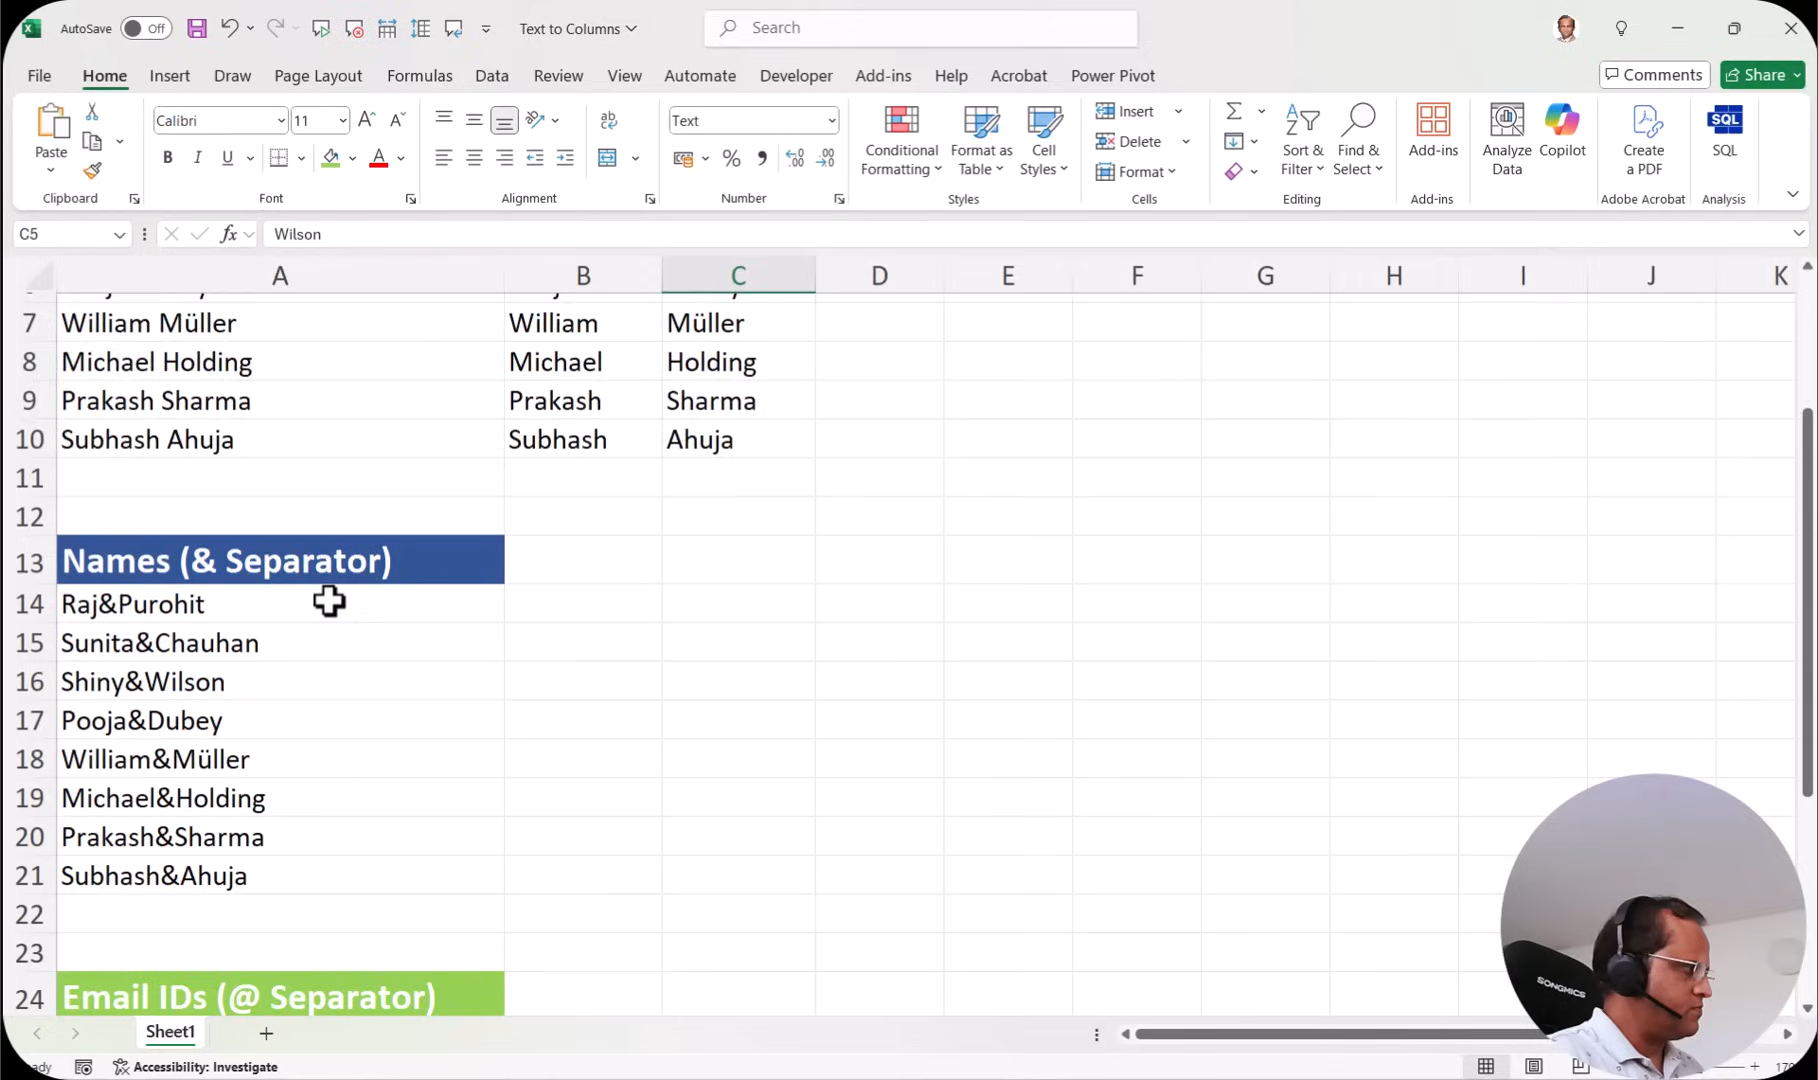 AutoSave Off Text to Columns Search
File Home Insert Draw Page Layout Formulas Data Review View Automate Developer Add-ins Help Acrobat Power Pivot Comments Share
Paste Calibri 11 B I U Text Conditional Formatting Format as Table Cell Styles Insert Delete Format Sort & Filter Find & Select Add-ins Analyze Data Copilot Create a PDF SQL SQL
Clipboard Font Alignment Number Styles Cells Editing Add-ins Adobe Acrobat Analysis
C5 fx Wilson
A B C D E F G H I J K
7 William Müller William Müller
8 Michael Holding Michael Holding
9 Prakash Sharma Prakash Sharma
10 Subhash Ahuja Subhash Ahuja
11
12
13 Names (& Separator)
14 Raj&Purohit
15 Sunita&Chauhan
16 Shiny&Wilson
17 Pooja&Dubey
18 William&Müller
19 Michael&Holding
20 Prakash&Sharma
21 Subhash&Ahuja
22
23
24 Email IDs (@ Separator)
SONGMICS
Sheet1
Accessibility: Investigate